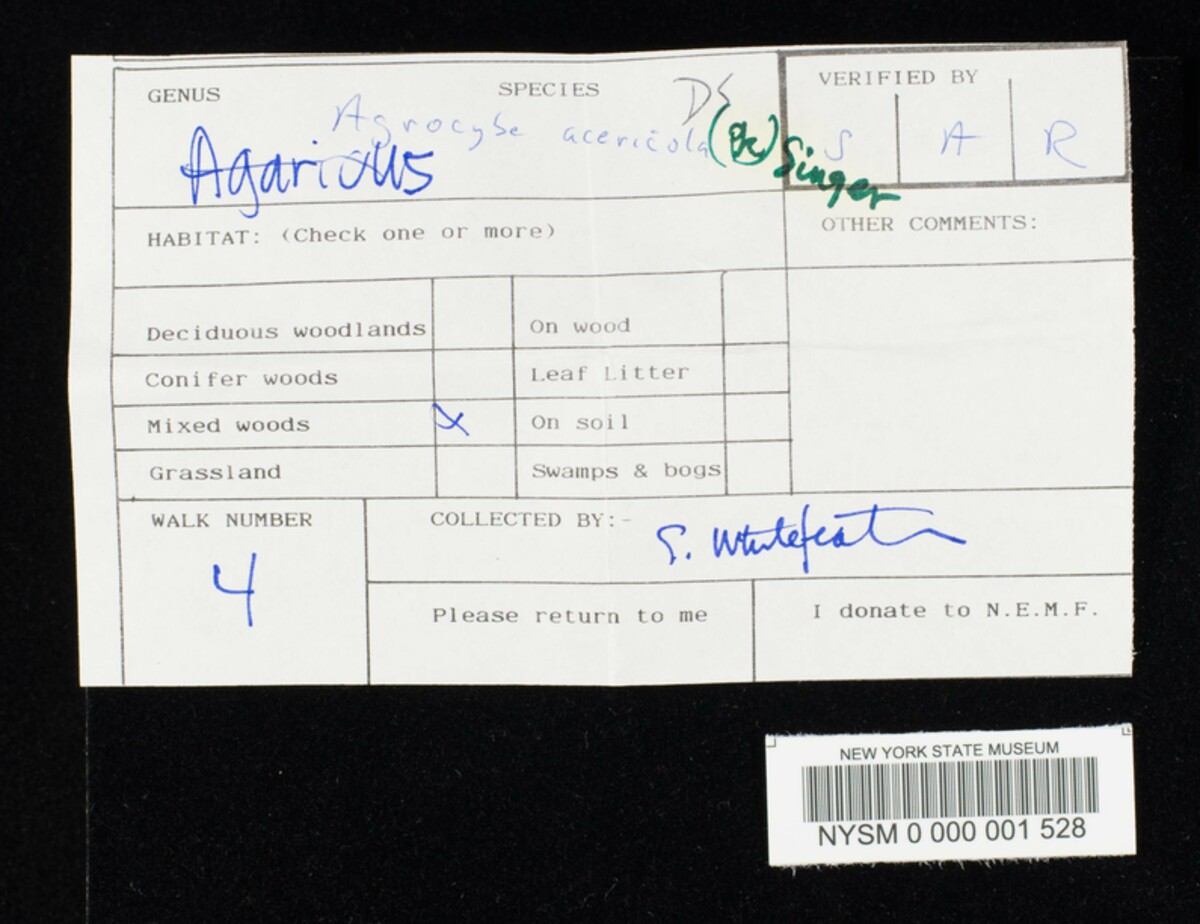 GENUS SPECIES DS VERIFIED BY
Agrocybe acericola (Pk) Singer S A R
Agaricus
HABITAT: (Check one or more) OTHER COMMENTS:
Deciduous woodlands On wood
Conifer woods Leaf Litter
Mixed woods X On soil
Grassland Swamps & bogs
WALK NUMBER COLLECTED BY:- S. Whitefeather
4
Please return to me I donate to N.E.M.F.
NEW YORK STATE MUSEUM
NYSM 0 000 001 528